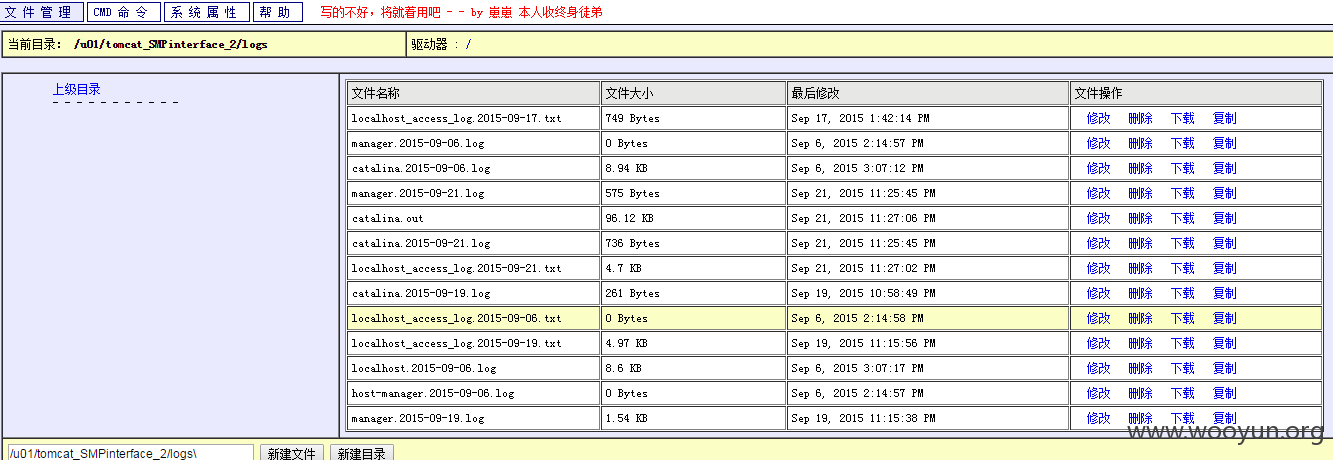 文件管理 CMD 命令 系统属性 帮助 写的不好，将就着用吧 - - by 崽崽 本人收终身徒弟
当前目录： /u01/tomcat_SMPinterface_2/logs 驱动器 : /
上级目录
- - - - - - - - - - - - -
文件名称 文件大小 最后修改 文件操作
localhost_access_log.2015-09-17.txt 749 Bytes Sep 17, 2015 1:42:14 PM 修改 删除 下载 复制
manager.2015-09-06.log 0 Bytes Sep 6, 2015 2:14:57 PM 修改 删除 下载 复制
catalina.2015-09-06.log 8.94 KB Sep 6, 2015 3:07:12 PM 修改 删除 下载 复制
manager.2015-09-21.log 575 Bytes Sep 21, 2015 11:25:45 PM 修改 删除 下载 复制
catalina.out 96.12 KB Sep 21, 2015 11:27:06 PM 修改 删除 下载 复制
catalina.2015-09-21.log 736 Bytes Sep 21, 2015 11:25:45 PM 修改 删除 下载 复制
localhost_access_log.2015-09-21.txt 4.7 KB Sep 21, 2015 11:27:02 PM 修改 删除 下载 复制
catalina.2015-09-19.log 261 Bytes Sep 19, 2015 10:58:49 PM 修改 删除 下载 复制
localhost_access_log.2015-09-06.txt 0 Bytes Sep 6, 2015 2:14:58 PM 修改 删除 下载 复制
localhost_access_log.2015-09-19.txt 4.97 KB Sep 19, 2015 11:15:56 PM 修改 删除 下载 复制
localhost.2015-09-06.log 8.6 KB Sep 6, 2015 3:07:17 PM 修改 删除 下载 复制
host-manager.2015-09-06.log 0 Bytes Sep 6, 2015 2:14:57 PM 修改 删除 下载 复制
manager.2015-09-19.log 1.54 KB Sep 19, 2015 11:15:38 PM 修改 删除 下载 复制
www.wooyun.org
/u01/tomcat_SMPinterface_2/logs\ 新建文件 新建目录